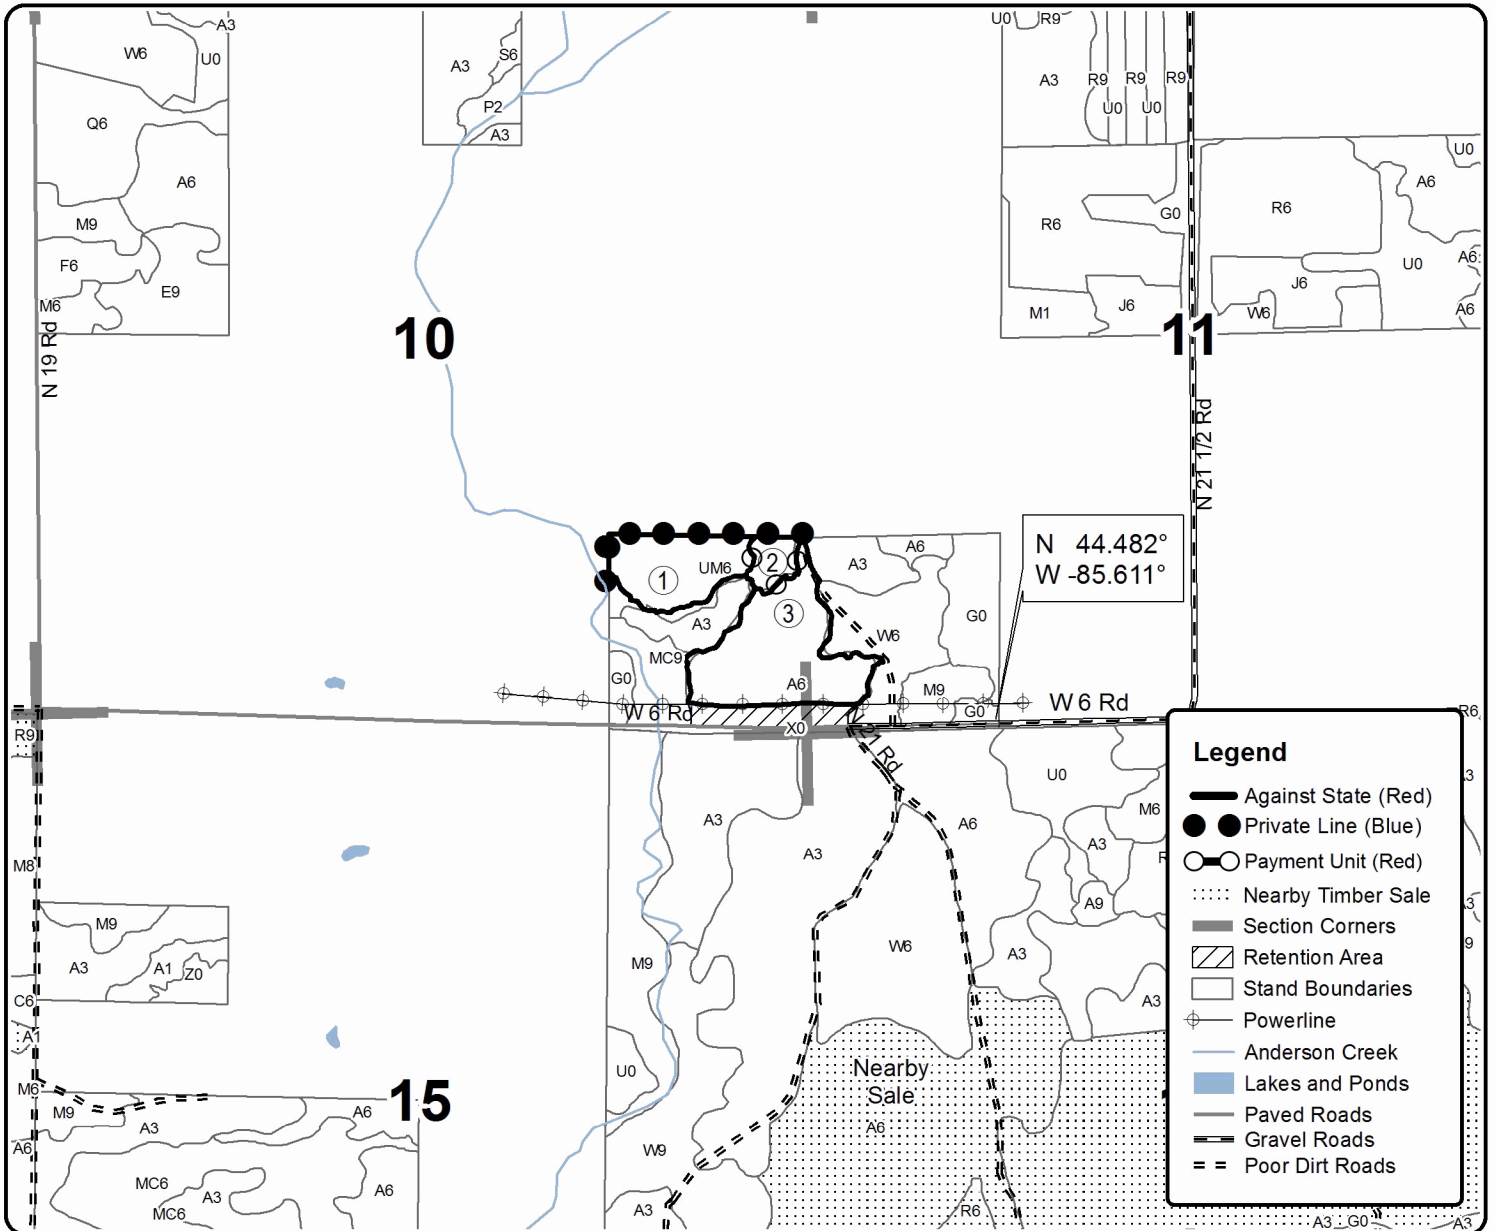 A3
U0
R9
W6
U0
A3
S6
A3
R9
R9
R9
U0
U0
P2
A3
Q6
U0
A6
A6
M9
R6
G0
R6
F6
E9
U0
A6
J6
M6
M1
J6
W6
A6
N 19 Rd
10
11
N 21 1/2 Rd
N 44.482°
W -85.611°
1
UM6
2
A3
A6
3
A3
W6
G0
MC9
G0
A6
M9
G0
W 6 Rd
W 6 Rd
X0
21 Rd
R6
R9
Legend
Against State (Red)
Private Line (Blue)
Payment Unit (Red)
Nearby Timber Sale
Section Corners
Retention Area
Stand Boundaries
Powerline
Anderson Creek
Lakes and Ponds
Paved Roads
Gravel Roads
Poor Dirt Roads
U0
M6
A3
A6
A3
A3
M8
A9
M9
W6
A3
M9
A3
A1
Z0
A3
C6
A1
Nearby
Sale
A6
U0
M6
M9
A3
A6
15
A6
W9
MC6
A3
A6
MC6
A3
R6
A3
G0
A3